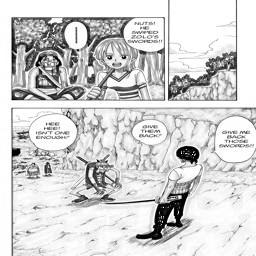 NUTS!
HE
SWIPED
ZOLO'S
SWORDS!!
!
HEE
HEE!
ISN'T ONE
ENOUGH?
GIVE
THEM
BACK!
GIVE ME
BACK
THOSE
SWORDS!!